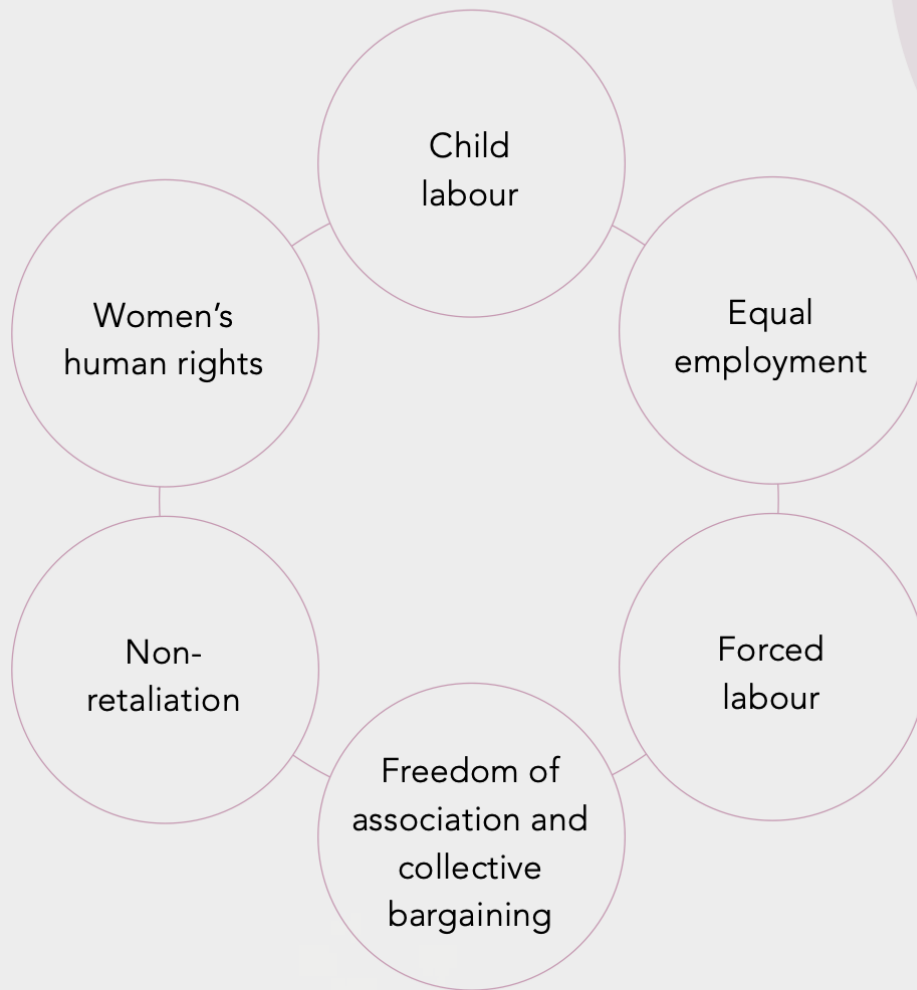 Child
labour
Equal
employment
Forced
labour
Freedom of
association and
collective
bargaining
Non-
retaliation
Women’s
human rights